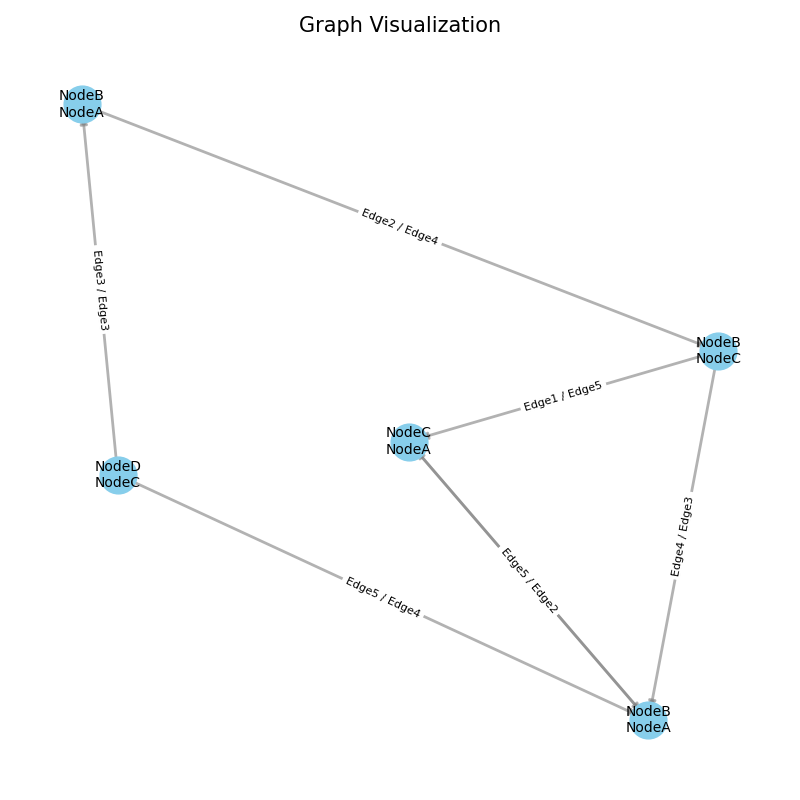 Graph Visualization
NodeB
NodeA
Edge2 / Edge4
Edge3 / Edge3
NodeB
NodeC
Edge1 / Edge5
NodeC
NodeA
NodeD
NodeC
Edge4 / Edge3
Edge5 / Edge2
Edge5 / Edge4
NodeB
NodeA